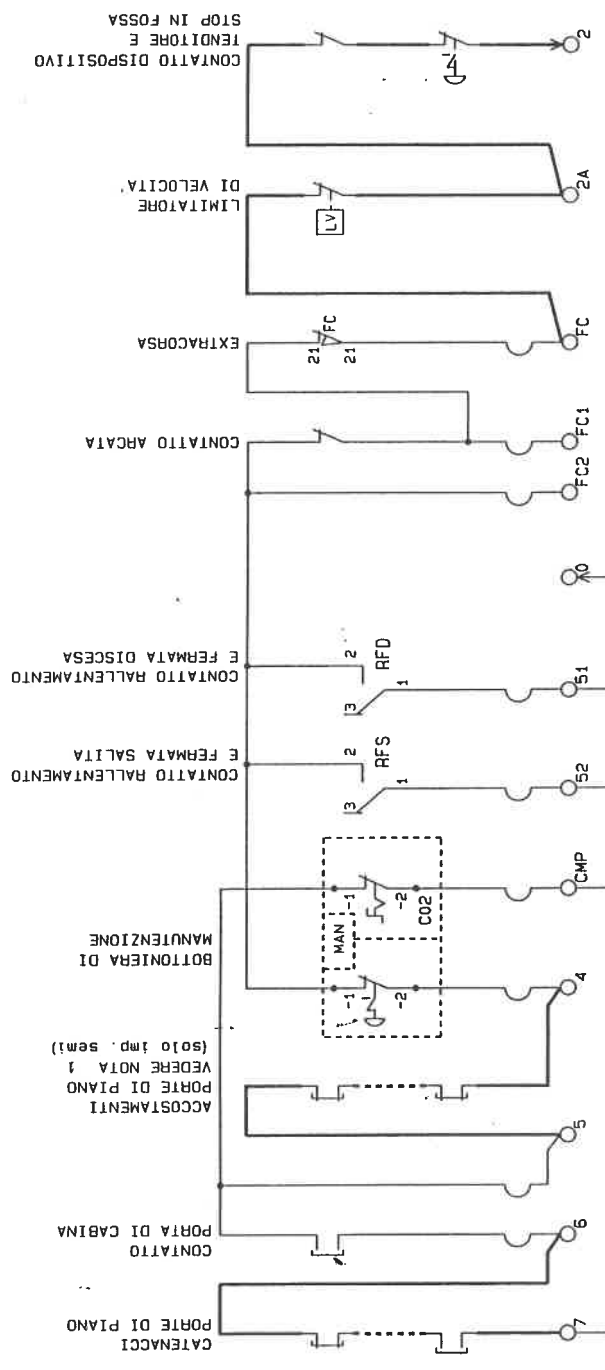 CONTATTO DISPOSITIVO
TENDITORE E
STOP IN FOSSA
2
LIMITATORE
DI VELOCITA'
LV
2A
EXTRACORSA
21
FC
21
FC
CONTATTO ARCATA
FC1
FC2
0
CONTATTO RALLENTAMENTO
E FERMATA DISCESA
2
RFD
3
1
51
CONTATTO RALLENTAMENTO
E FERMATA SALITA
2
RFS
3
1
52
BOTTONIERA DI
MANUTENZIONE
-1
-2
C02
CMP
MAN
-1
-2
4
ACCOSTAMENTI
PORTE DI PIANO
VEDERE NOTA 1
(solo imp. semi)
5
CONTATTO
PORTA DI CABINA
6
CATENACCI
PORTE DI PIANO
7